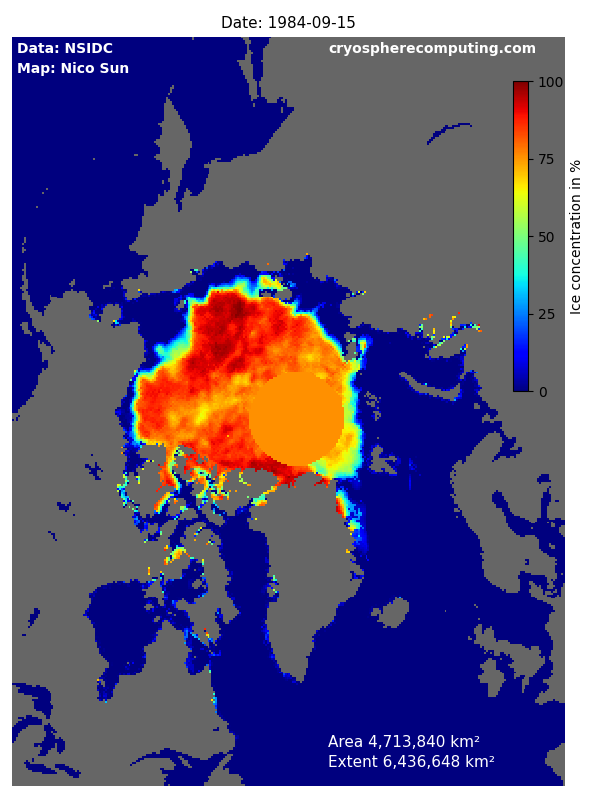 Date: 1984-09-15
Data: NSIDC
Map: Nico Sun
cryospherecomputing.com
100
75
50
25
0
Ice concentration in %
Area 4,713,840 km²
Extent 6,436,648 km²